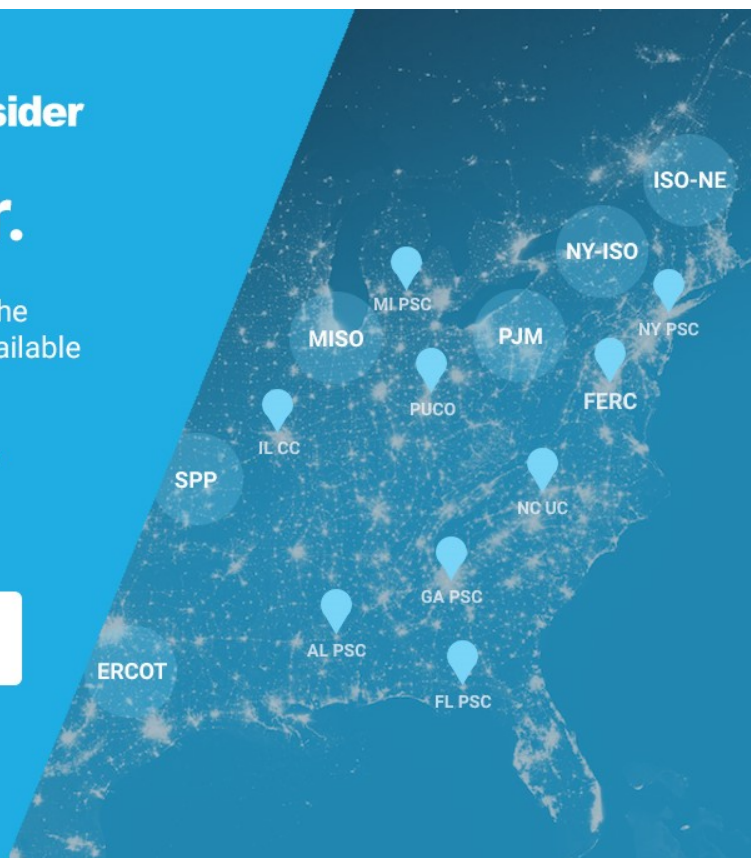 sider
r.
he
ailable
ISO-NE
NY-ISO
MI PSC
NY PSC
MISO
PJM
PUCO
FERC
IL CC
SPP
NC UC
GA PSC
AL PSC
ERCOT
FL PSC